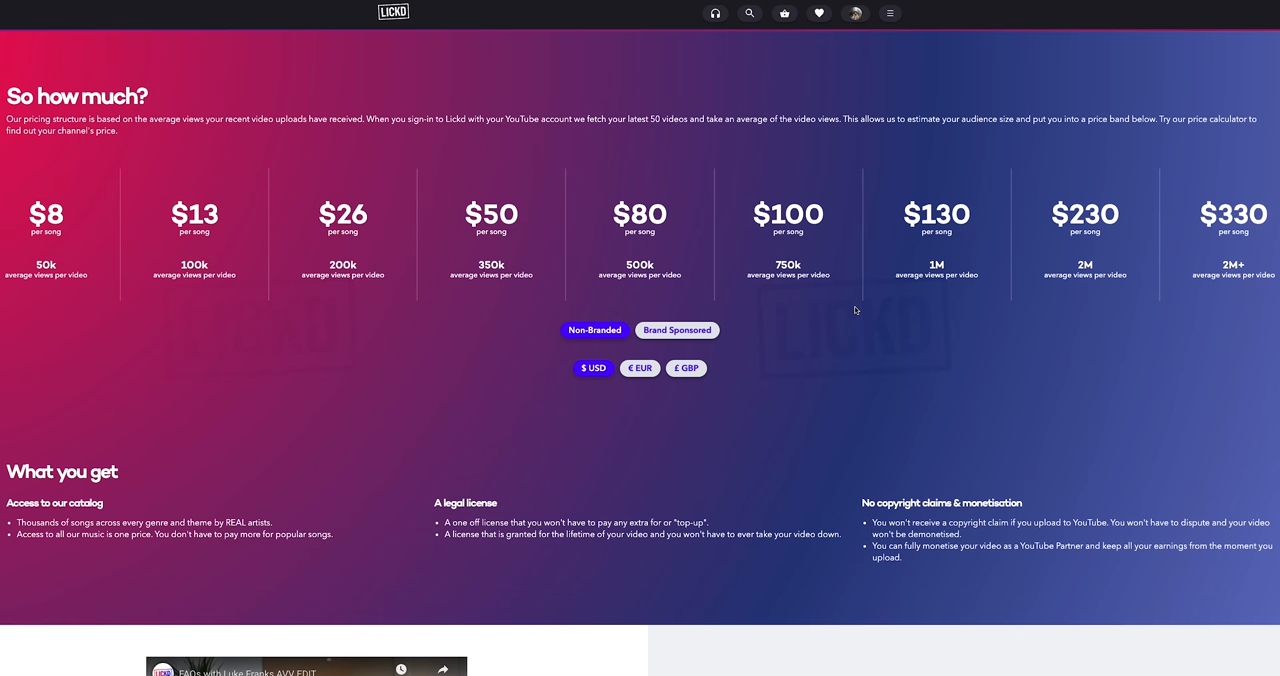 LICKD
So how much?
Our pricing structure is based on the average views your recent video uploads have received. When you sign-in to Lickd with your YouTube account we fetch your latest 50 videos and take an average of the video views. This allows us to estimate your audience size and put you into a price band below. Try our price calculator to
find out your channel's price.
$8 $13 $26 $50 $80 $100 $130 $230 $330
per song per song per song per song per song per song per song per song per song
50k 100k 200k 350k 500k 750k 1M 2M 2M+
average views per video average views per video average views per video average views per video average views per video average views per video average views per video average views per video average views per video
LICKD LICKD
Non-Branded Brand Sponsored
$ USD € EUR £ GBP
What you get
Access to our catalog
• Thousands of songs across every genre and theme by REAL artists.
• Access to all our music is one price. You don't have to pay more for popular songs.
A legal license
• A one off license that you won't have to pay any extra for or "top-up".
• A license that is granted for the lifetime of your video and you won't have to ever take your video down.
No copyright claims & monetisation
• You won't receive a copyright claim if you upload to YouTube. You won't have to dispute and your video
won't be demonetised.
• You can fully monetise your video as a YouTube Partner and keep all your earnings from the moment you
upload.
LICKD
FAQs with Luke Franks AVV EDIT